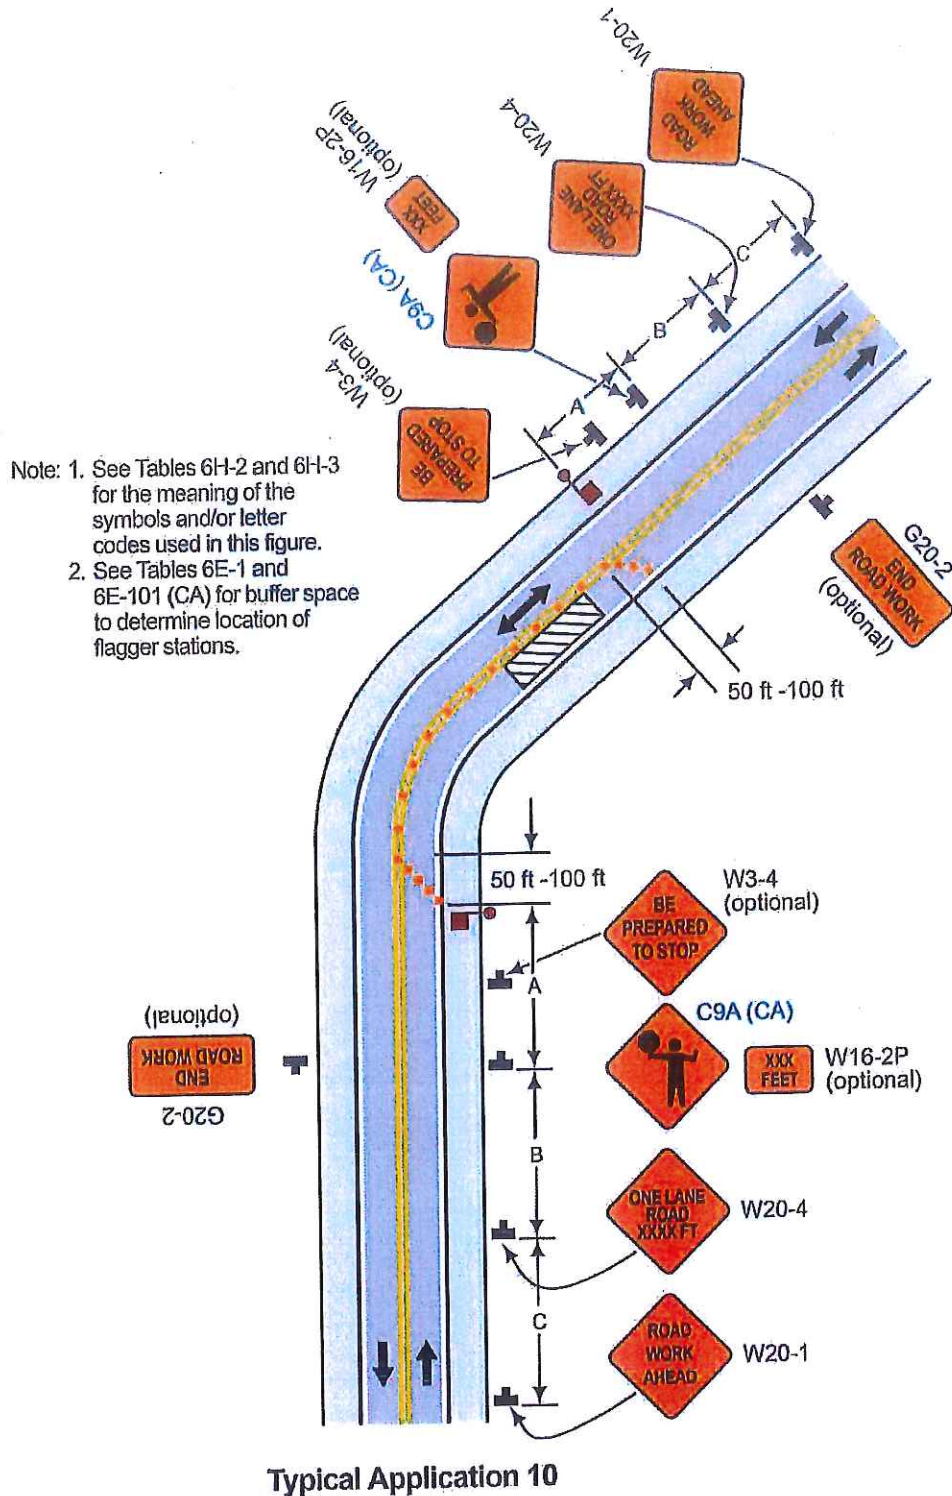 W20-1
ROAD
WORK
AHEAD
W20-4
ONE LANE
ROAD
XXXX FT
W16-2P
(optional)
XXX
FEET
C9A (CA)
W3-4
(optional)
BE
PREPARED
TO STOP
C
B
A
Note: 1. See Tables 6H-2 and 6H-3
for the meaning of the
symbols and/or letter
codes used in this figure.
2. See Tables 6E-1 and
6E-101 (CA) for buffer space
to determine location of
flagger stations.
G20-2
END
ROAD WORK
(optional)
50 ft -100 ft
50 ft -100 ft
BE
PREPARED
TO STOP
W3-4
(optional)
A
C9A (CA)
XXX
FEET
W16-2P
(optional)
G20-2
END
ROAD WORK
(optional)
B
ONE LANE
ROAD
XXXX FT
W20-4
C
ROAD
WORK
AHEAD
W20-1
Typical Application 10